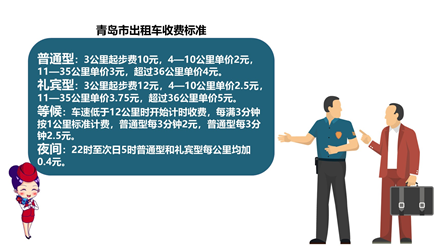 青岛市出租车收费标准
普通型：3公里起步费10元，4—10公里单价2元，
11—35公里单价3元，超过36公里单价4元。
礼宾型：3公里起步费12元，4—10公里单价2.5元，
11—35公里单价3.75元，超过36公里单价5元。
等候：车速低于12公里时开始计时收费，每满3分钟
按1公里标准计费，普通型每3分钟2元，普通型每3分
钟2.5元。
夜间：22时至次日5时普通型和礼宾型每公里均加
0.4元。